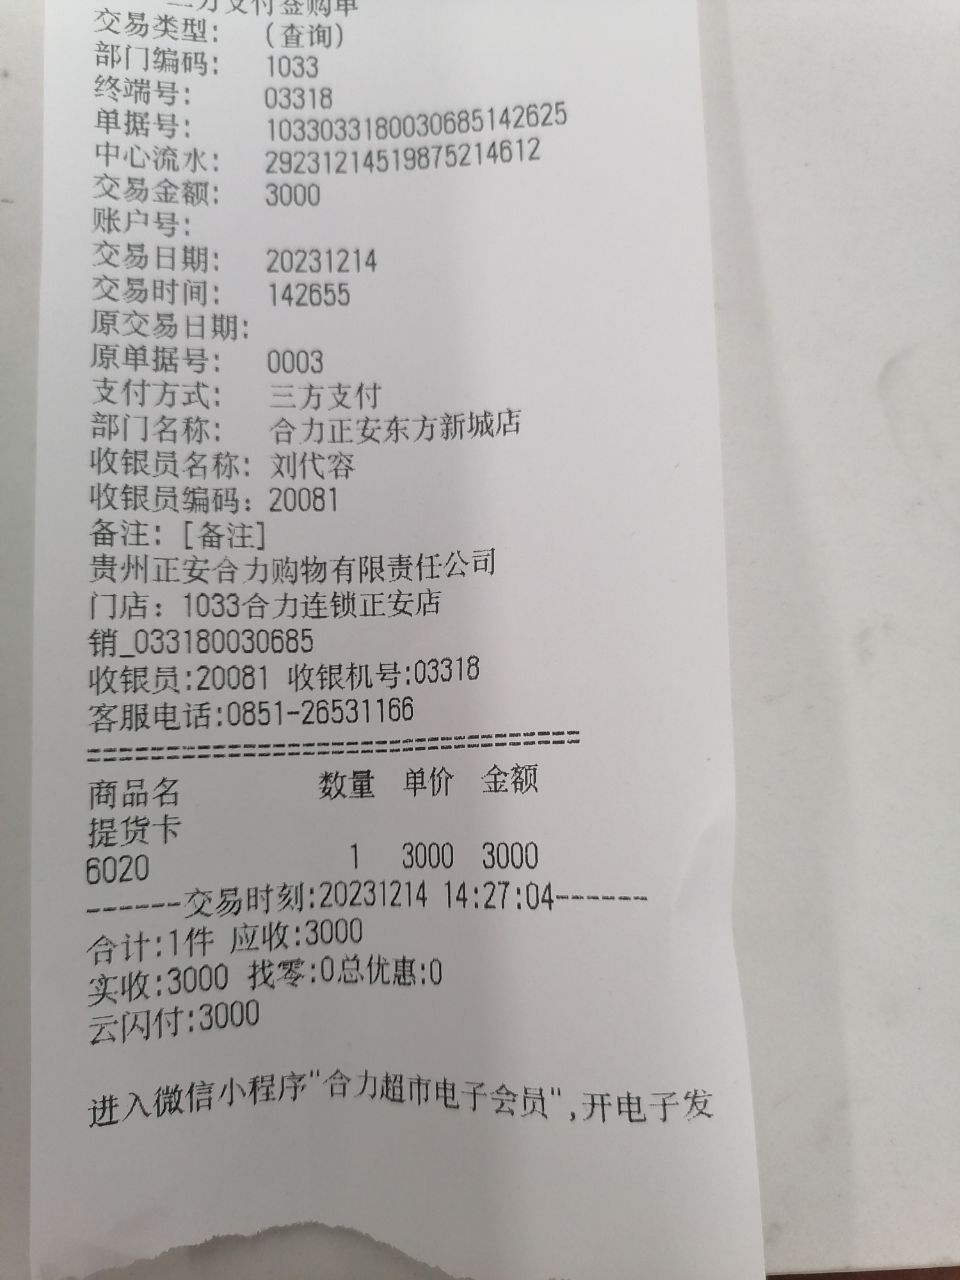 三方支付签购单
交易类型: (查询)
部门编码: 1033
终端号: 03318
单据号: 1033033180030685142625
中心流水: 29231214519875214612
交易金额: 3000
账户号:
交易日期: 20231214
交易时间: 142655
原交易日期:
原单据号: 0003
支付方式: 三方支付
部门名称: 合力正安东方新城店
收银员名称: 刘代容
收银员编码: 20081
备注: [备注]
贵州正安合力购物有限责任公司
门店: 1033合力连锁正安店
销_033180030685
收银员:20081 收银机号:03318
客服电话:0851-26531166
========================================
商品名 数量 单价 金额
提货卡
6020 1 3000 3000
------交易时刻:20231214 14:27:04------
合计:1件 应收:3000
实收:3000 找零:0总优惠:0
云闪付:3000
进入微信小程序"合力超市电子会员",开电子发